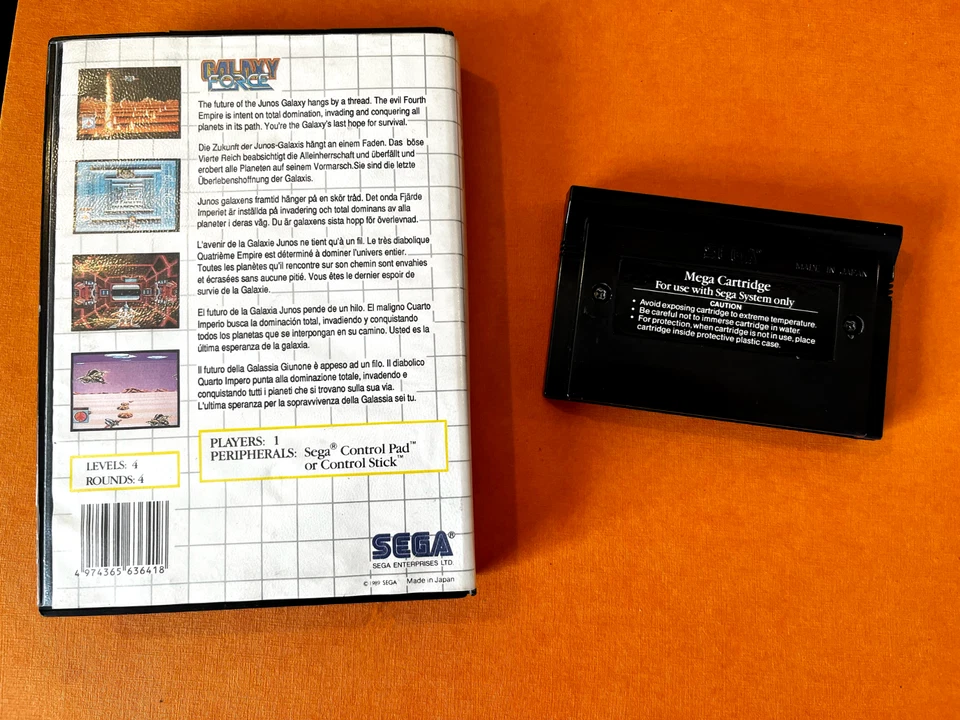 GALAXY
FORCE
The future of the Junos Galaxy hangs by a thread. The evil Fourth
Empire is intent on total domination, invading and conquering all
planets in its path. You're the Galaxy's last hope for survival.
Die Zukunft der Junos-Galaxis hängt an einem Faden. Das böse
Vierte Reich beabsichtigt die Alleinherrschaft und überfällt und
erobert alle Planeten auf seinem Vormarsch.Sie sind die letzte
Überlebenshoffnung der Galaxis.
Junos galaxens framtid hänger på en skör tråd. Det onda Fjärde
Imperiet är inställda på invadering och total dominans av alla
planeter i deras väg. Du är galaxens sista hopp för överlevnad.
L'avenir de la Galaxie Junos ne tient qu'à un fil. Le très diabolique
Quatrième Empire est déterminé à dominer l'univers entier.
Toutes les planètes qu'il rencontre sur son chemin sont envahies
et écrasées sans aucune pitié. Vous êtes le dernier espoir de
survie de la Galaxie.
El futuro de la Galaxia Junos pende de un hilo. El maligno Cuarto
Imperio busca la dominación total, invadiendo y conquistando
todos los planetas que se interpongan en su camino. Usted es la
última esperanza de la galaxia.
Il futuro della Galassia Giunone è appeso ad un filo. Il diabolico
Quarto Impero punta alla dominazione totale, invadendo e
conquistando tutti i pianeti che si trovano sulla sua via.
L'ultima speranza per la sopravvivenza della Galassia sei tu.
LEVELS: 4
ROUNDS: 4
PLAYERS: 1
PERIPHERALS: Sega® Control Pad™
or Control Stick™
4 974365 636418
SEGA®
SEGA ENTERPRISES LTD.
© 1989 SEGA Made in Japan
MADE IN JAPAN
Mega Cartridge
For use with Sega System only
CAUTION
• Avoid exposing cartridge to extreme temperature.
• Be careful not to immerse cartridge in water.
• For protection, when cartridge is not in use, place
cartridge inside protective plastic case.